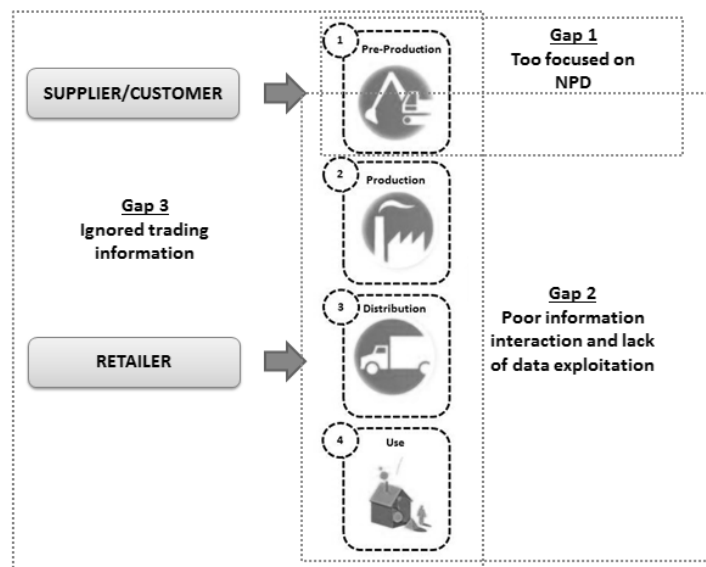 1
Pre-Production
Gap 1
Too focused on
NPD
SUPPLIER/CUSTOMER
2
Production
Gap 3
Ignored trading
information
3
Distribution
Gap 2
Poor information
interaction and lack
of data exploitation
RETAILER
4
Use